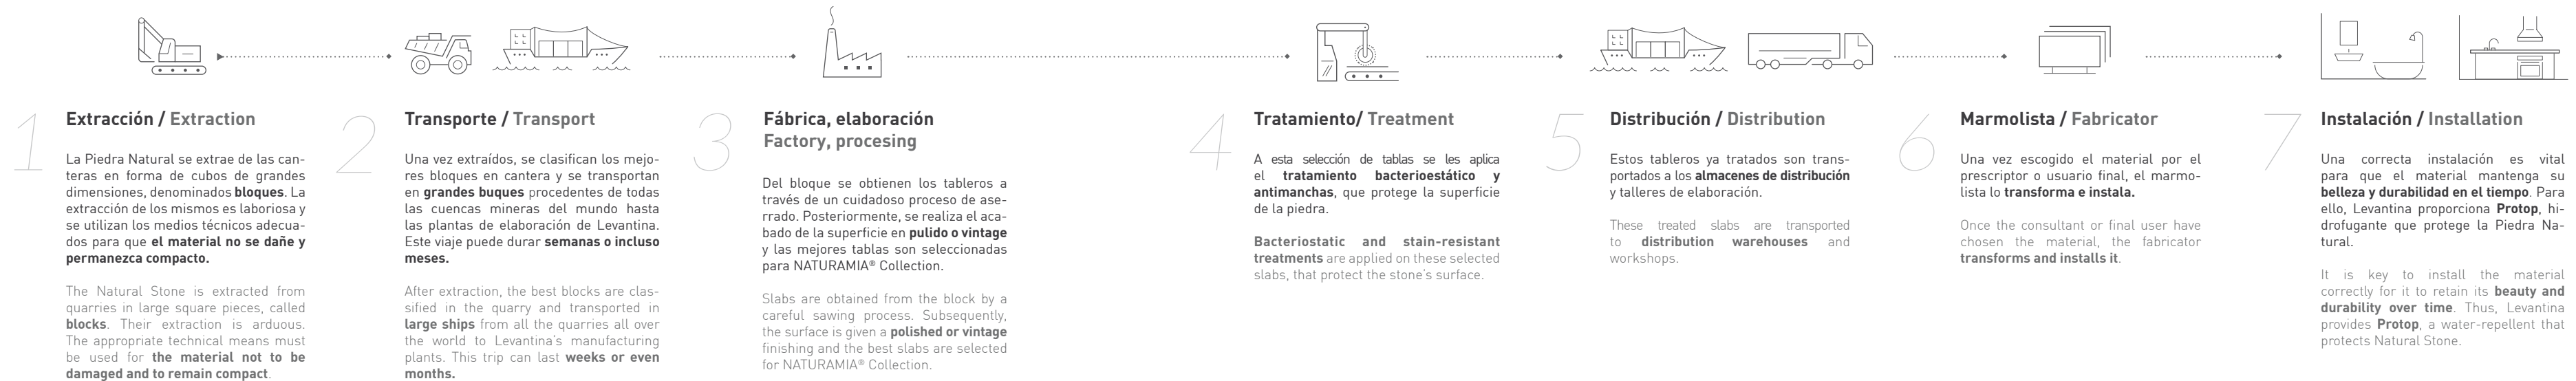 1
Extracción / Extraction
La Piedra Natural se extrae de las can-
teras en forma de cubos de grandes
dimensiones, denominados bloques. La
extracción de los mismos es laboriosa y
se utilizan los medios técnicos adecua-
dos para que el material no se dañe y
permanezca compacto.
The Natural Stone is extracted from
quarries in large square pieces, called
blocks. Their extraction is arduous.
The appropriate technical means must
be used for the material not to be
damaged and to remain compact.
2
Transporte / Transport
Una vez extraídos, se clasifican los mejo-
res bloques en cantera y se transportan
en grandes buques procedentes de todas
las cuencas mineras del mundo hasta
las plantas de elaboración de Levantina.
Este viaje puede durar semanas o incluso
meses.
After extraction, the best blocks are clas-
sified in the quarry and transported in
large ships from all the quarries all over
the world to Levantina's manufacturing
plants. This trip can last weeks or even
months.
3
Fábrica, elaboración
Factory, procesing
Del bloque se obtienen los tableros a
través de un cuidadoso proceso de ase-
rrado. Posteriormente, se realiza el aca-
bado de la superficie en pulido o vintage
y las mejores tablas son seleccionadas
para NATURAMIA® Collection.
Slabs are obtained from the block by a
careful sawing process. Subsequently,
the surface is given a polished or vintage
finishing and the best slabs are selected
for NATURAMIA® Collection.
4
Tratamiento/ Treatment
A esta selección de tablas se les aplica
el tratamiento bacterioestático y
antimanchas, que protege la superficie
de la piedra.
Bacteriostatic and stain-resistant
treatments are applied on these selected
slabs, that protect the stone's surface.
5
Distribución / Distribution
Estos tableros ya tratados son trans-
portados a los almacenes de distribución
y talleres de elaboración.
These treated slabs are transported
to distribution warehouses and
workshops.
6
Marmolista / Fabricator
Una vez escogido el material por el
prescriptor o usuario final, el marmo-
lista lo transforma e instala.
Once the consultant or final user have
chosen the material, the fabricator
transforms and installs it.
7
Instalación / Installation
Una correcta instalación es vital
para que el material mantenga su
belleza y durabilidad en el tiempo. Para
ello, Levantina proporciona Protop, hi-
drofugante que protege la Piedra Na-
tural.
It is key to install the material
correctly for it to retain its beauty and
durability over time. Thus, Levantina
provides Protop, a water-repellent that
protects Natural Stone.